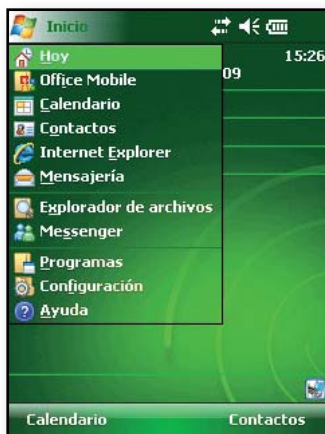 Inicio
Hoy
15:26
09
Office Mobile
Calendario
Contactos
Internet Explorer
Mensajería
Explorador de archivos
Messenger
Programas
Configuración
Ayuda
Calendario
Contactos